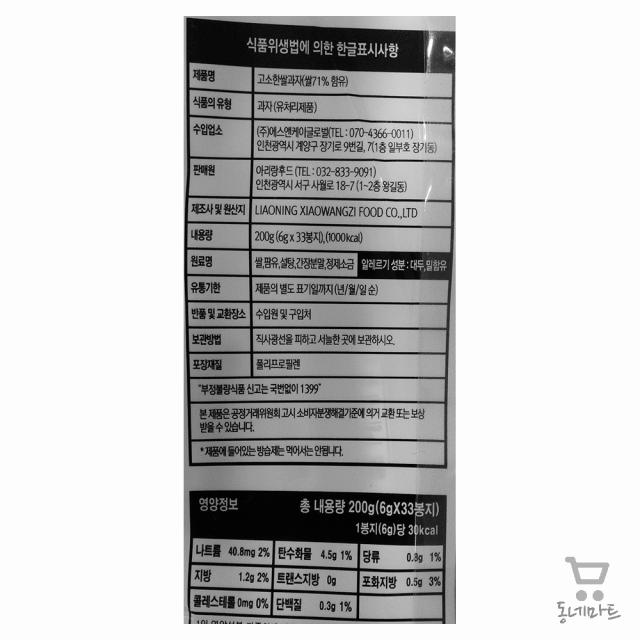 식품위생법에 의한 한글표시사항
제품명 고소한쌀과자(쌀71% 함유)
식품의 유형 과자(유처리제품)
수입업소 (주)에스엔케이글로벌(TEL : 070-4366-0011)
인천광역시 계양구 장기로 9번길, 7(1층 일부호 장기동)
판매원 아리랑후드 (TEL : 032-833-9091)
인천광역시 서구 사월로 18-7 (1~2층 왕길동)
제조사 및 원산지 LIAONING XIAOWANGZI FOOD CO.,LTD
내용량 200g (6g x 33봉지),(1000kcal)
원료명 쌀,팜유,설탕,간장분말,정제소금 알레르기 성분 : 대두,밀함유
유통기한 제품의 별도 표기일까지 (년/월/일 순)
반품 및 교환장소 수입원 및 구입처
보관방법 직사광선을 피하고 서늘한 곳에 보관하시오.
포장재질 폴리프로필렌
"부정불량식품 신고는 국번없이 1399"
본 제품은 공정거래위원회 고시 소비자분쟁해결기준에 의거 교환 또는 보상
받을 수 있습니다.
* 제품에 들어있는 방습제는 먹어서는 안됩니다.
영양정보 총 내용량 200g(6gX33봉지)
1봉지(6g)당 30kcal
나트륨 40.8mg 2% 탄수화물 4.5g 1% 당류 0.3g 1%
지방 1.2g 2% 트랜스지방 0g 포화지방 0.5g 3%
콜레스테롤 0mg 0% 단백질 0.3g 1%
동네마트